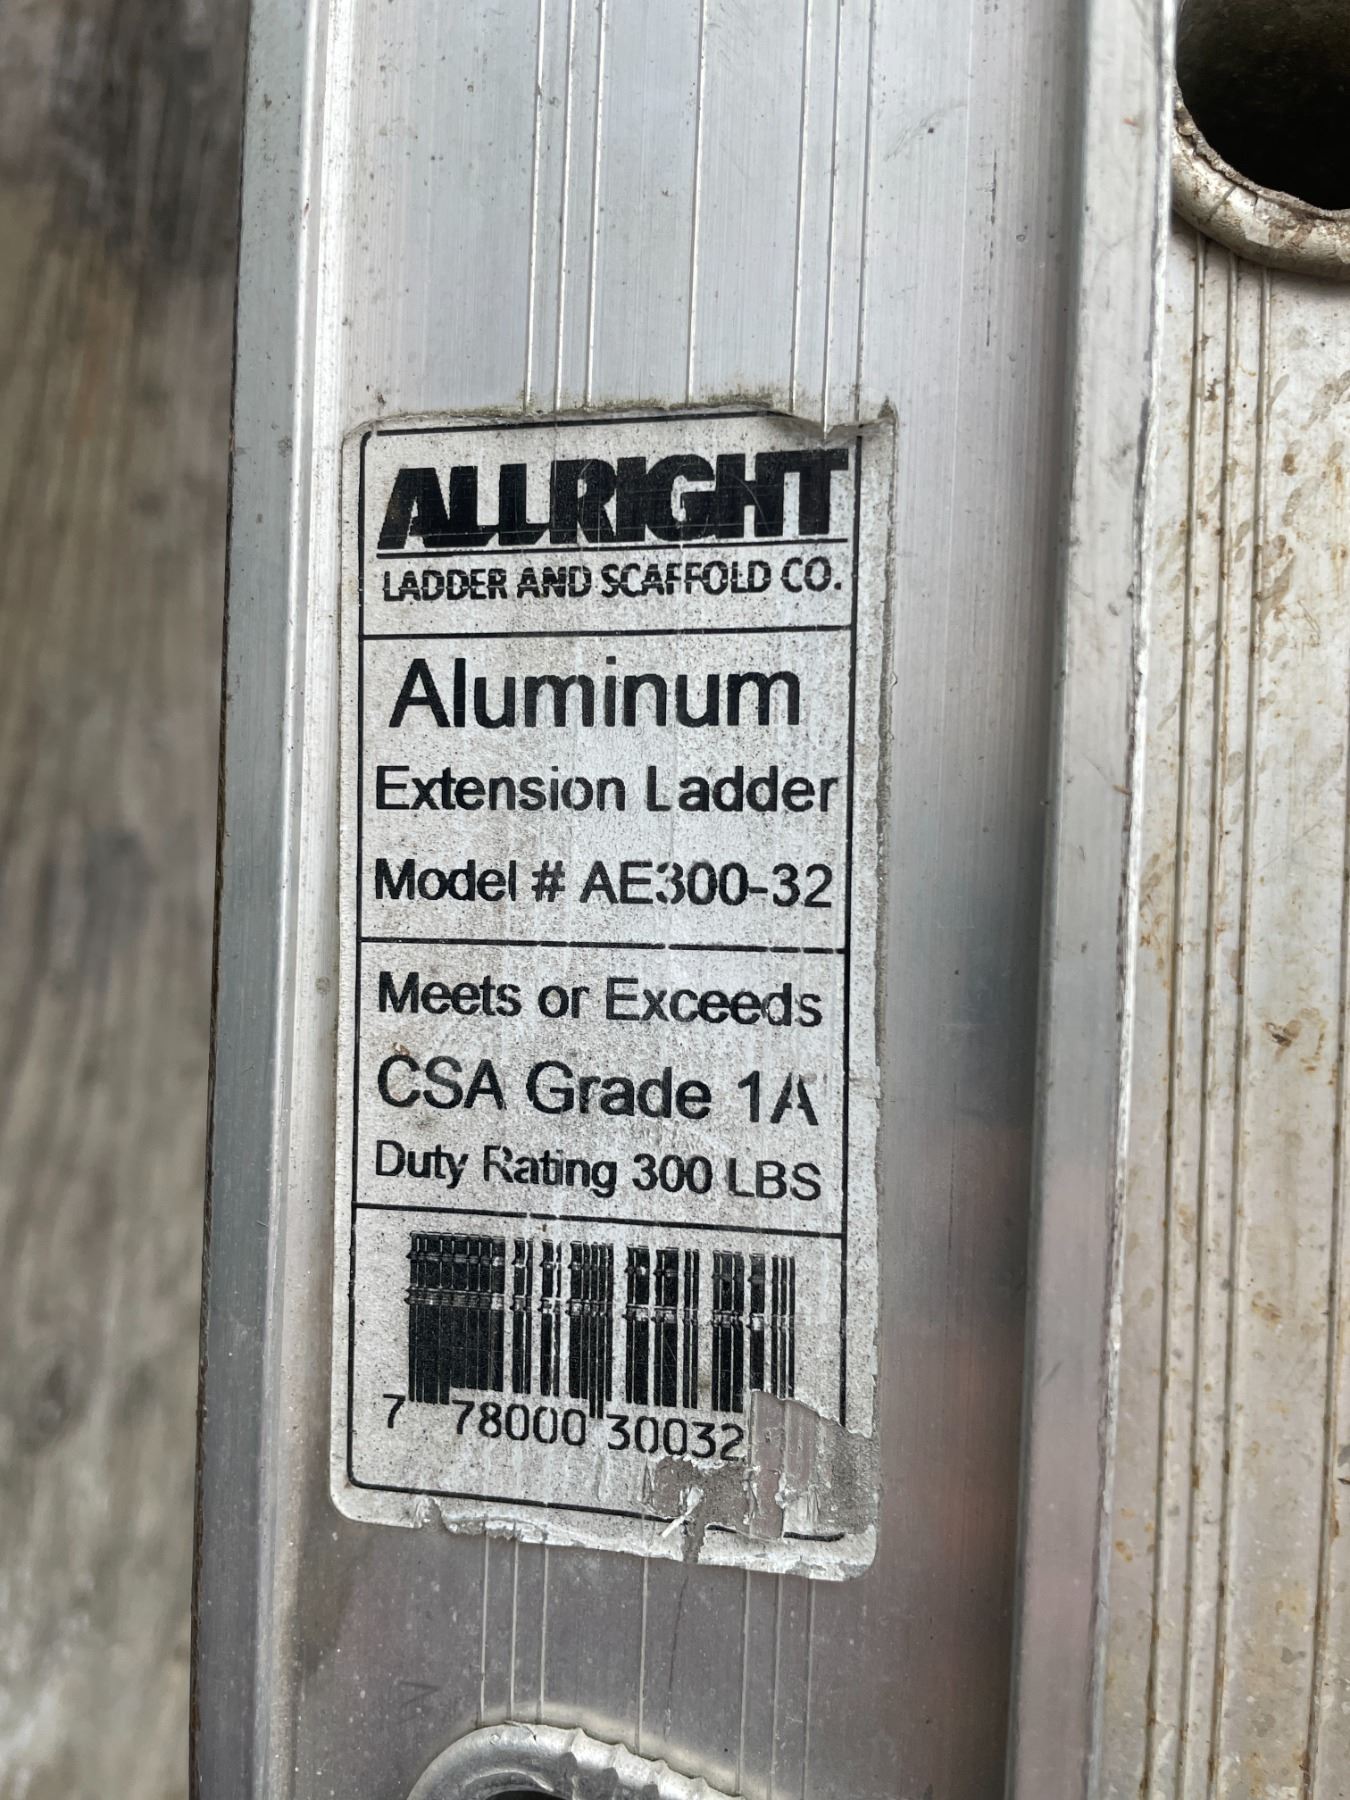 ALLRIGHT
LADDER AND SCAFFOLD CO.
Aluminum
Extension Ladder
Model # AE300-32
Meets or Exceeds
CSA Grade 1A
Duty Rating 300 LBS
7 78000 30032